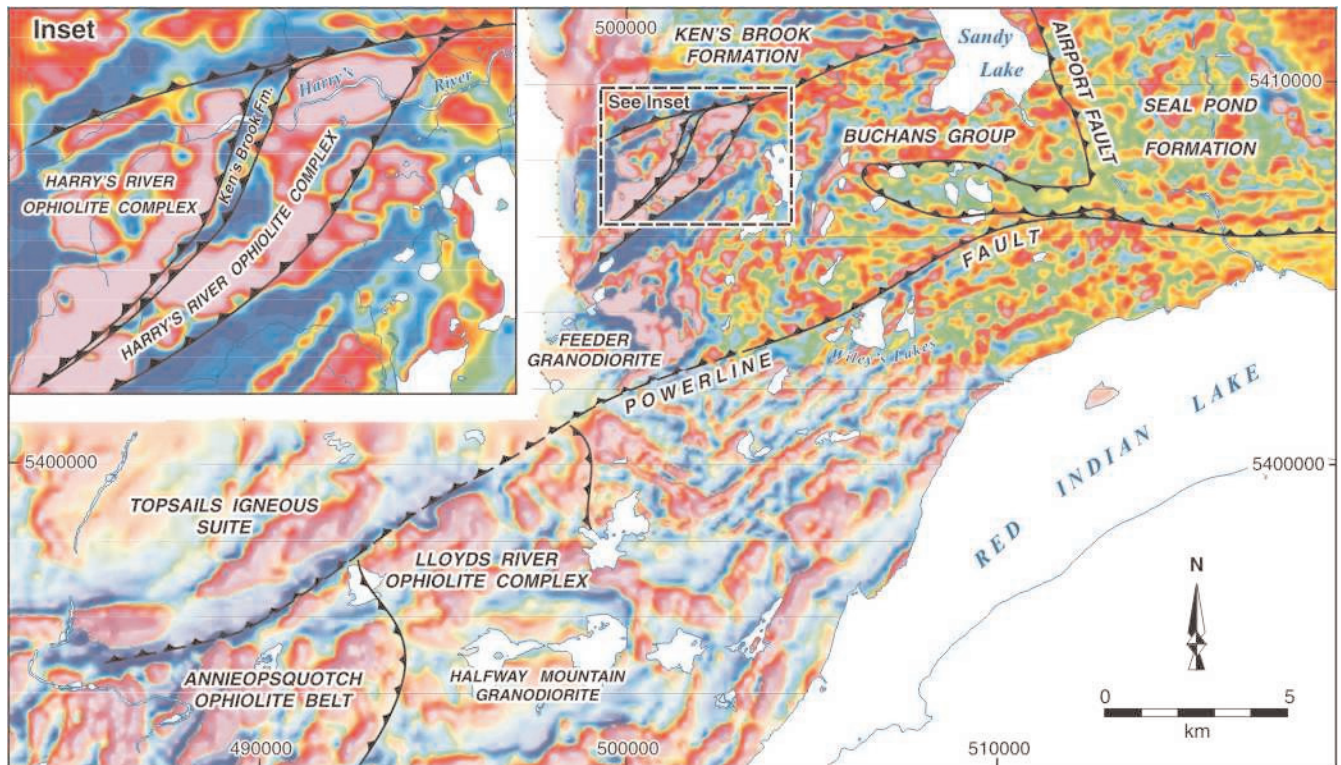 Inset
Harry's
River
Ken's Brook Fm.
HARRY'S RIVER
OPHIOLITE COMPLEX
HARRY'S RIVER OPHIOLITE COMPLEX
500000
KEN'S BROOK
FORMATION
Sandy
Lake
AIRPORT FAULT
5410000
SEAL POND
FORMATION
See Inset
BUCHANS GROUP
FEEDER
GRANODIORITE
POWERLINE FAULT
Wiley's Lakes
RED INDIAN LAKE
5400000
5400000
TOPSAILS IGNEOUS
SUITE
LLOYDS RIVER
OPHIOLITE COMPLEX
ANNIEOPSQUOTCH
OPHIOLITE BELT
HALFWAY MOUNTAIN
GRANODIORITE
N
0 5
km
490000
500000
510000